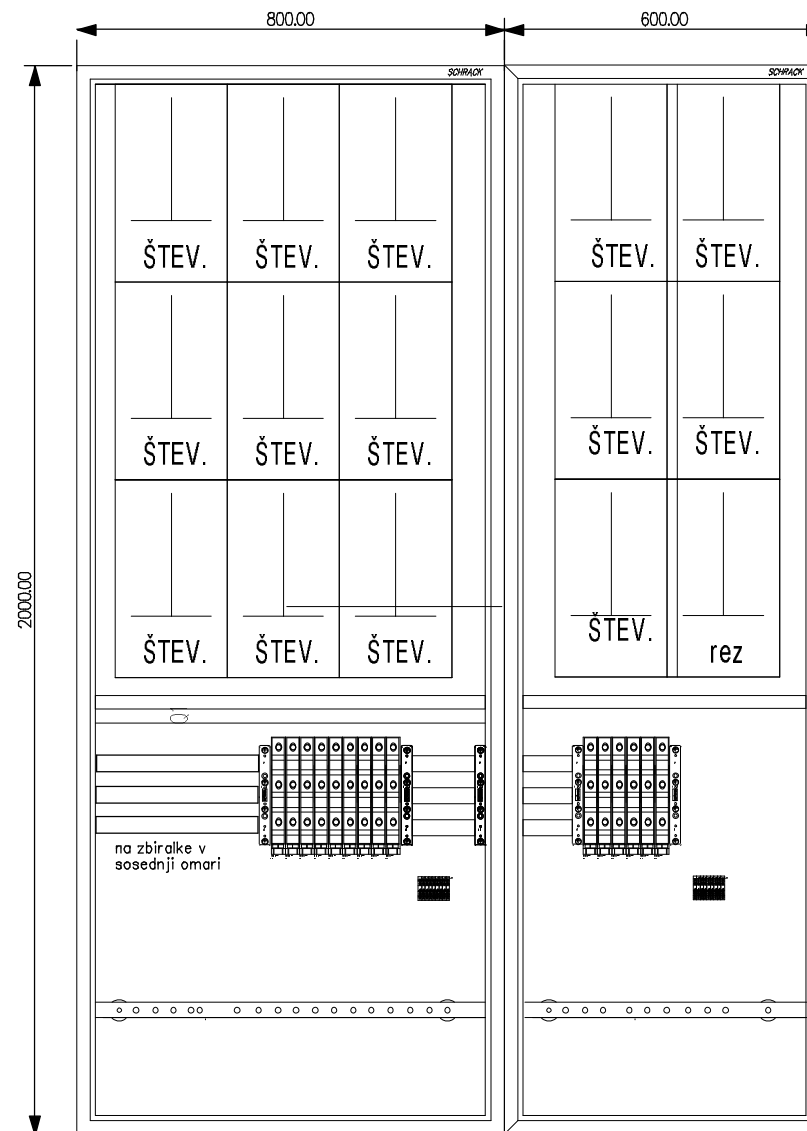 800.00
600.00
SCHRACK
SCHRACK
ŠTEV. ŠTEV. ŠTEV. ŠTEV. ŠTEV.
ŠTEV. ŠTEV. ŠTEV. ŠTEV. ŠTEV.
2000.00
ŠTEV. ŠTEV. ŠTEV. ŠTEV. rez
Q1
na zbiralke v
sosednji omari